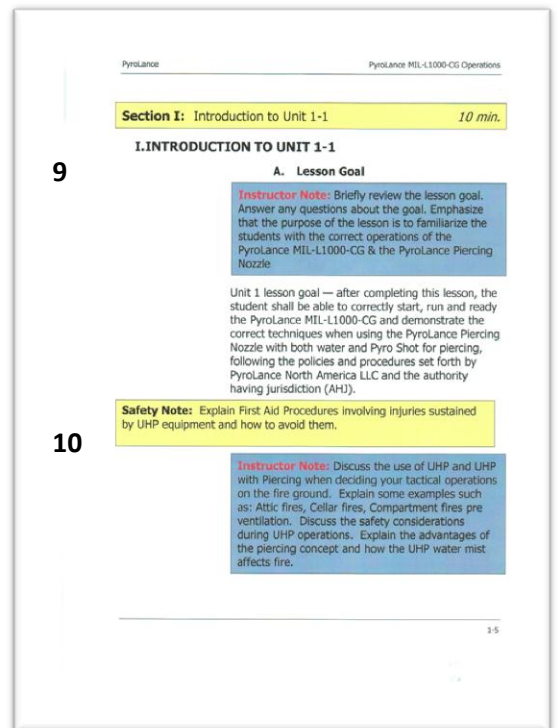 PyroLance PyroLance MIL-L1000-CG Operations
Section I: Introduction to Unit 1-1 10 min.
I.INTRODUCTION TO UNIT 1-1
9
A. Lesson Goal
Instructor Note: Briefly review the lesson goal.
Answer any questions about the goal. Emphasize
that the purpose of the lesson is to familiarize the
students with the correct operations of the
PyroLance MIL-L1000-CG & the PyroLance Piercing
Nozzle
Unit 1 lesson goal — after completing this lesson, the
student shall be able to correctly start, run and ready
the PyroLance MIL-L1000-CG and demonstrate the
correct techniques when using the PyroLance Piercing
Nozzle with both water and Pyro Shot for piercing,
following the policies and procedures set forth by
PyroLance North America LLC and the authority
having jurisdiction (AHJ).
Safety Note: Explain First Aid Procedures involving injuries sustained
by UHP equipment and how to avoid them.
10
Instructor Note: Discuss the use of UHP and UHP
with Piercing when deciding your tactical operations
on the fire ground. Explain some examples such
as: Attic fires, Cellar fires, Compartment fires pre
ventilation. Discuss the safety considerations
during UHP operations. Explain the advantages of
the piercing concept and how the UHP water mist
affects fire.
1-5